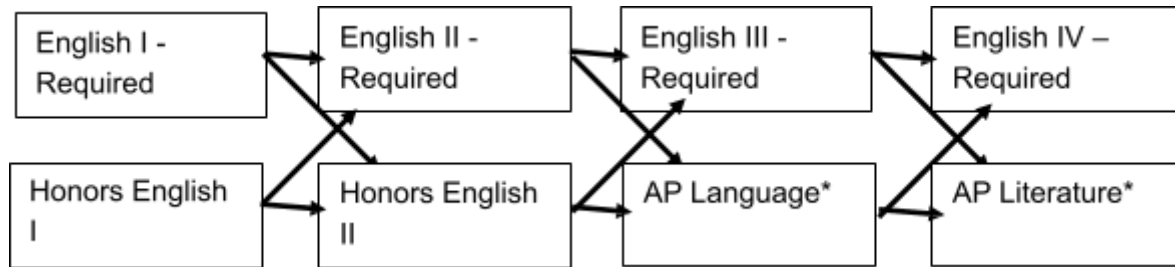 English I -
Required
English II -
Required
English III -
Required
English IV –
Required
Honors English
I
Honors English
II
AP Language*
AP Literature*